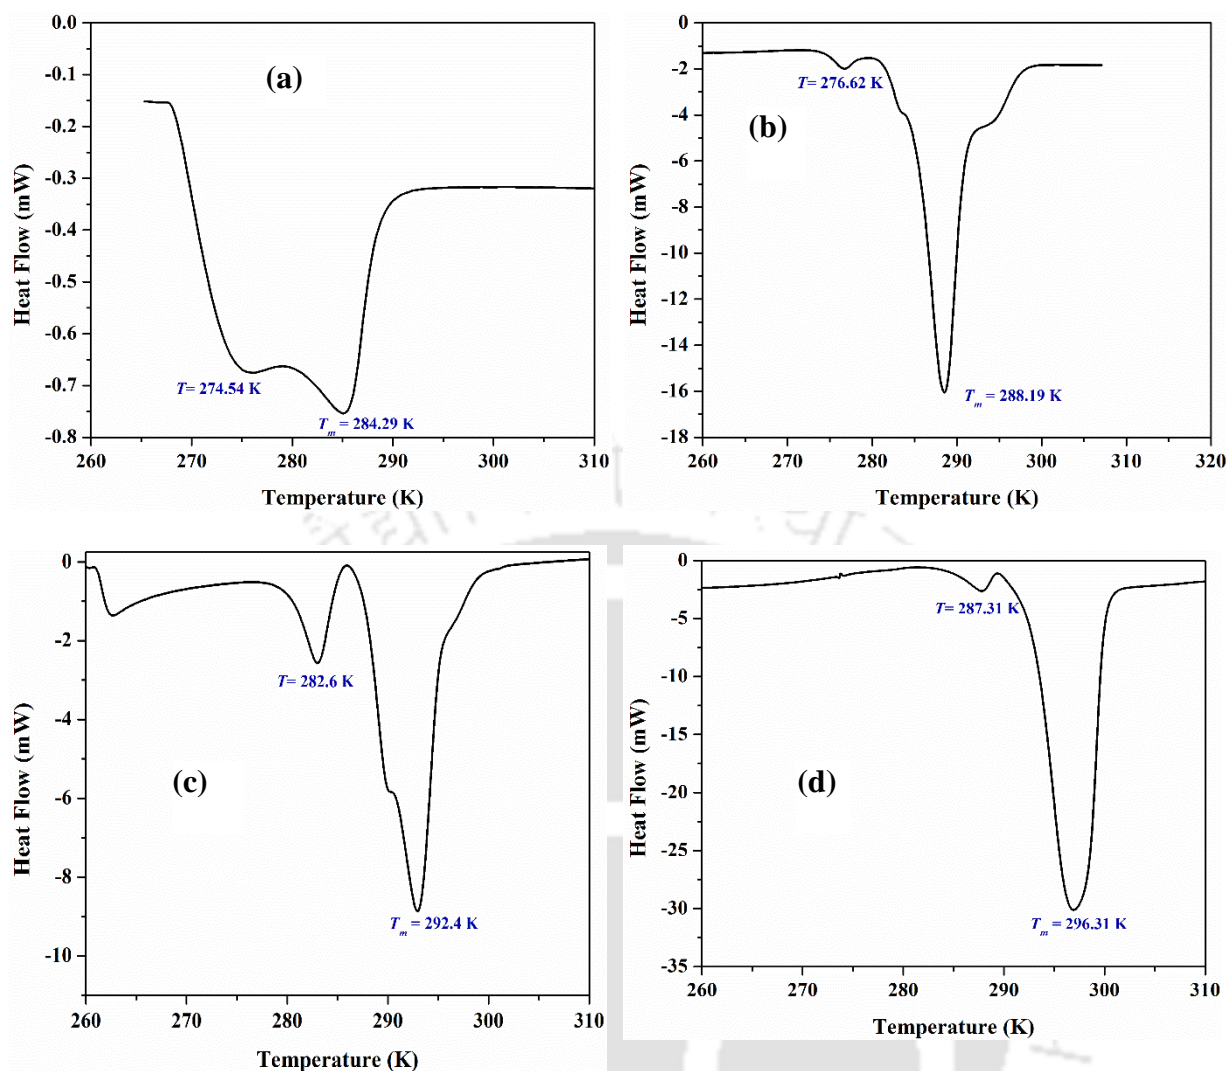 0.0
-0.1
-0.2
-0.3
-0.4
-0.5
-0.6
-0.7
-0.8
Heat Flow (mW)
(a)
T= 274.54 K
Tm = 284.29 K
260 270 280 290 300 310
Temperature (K)
0
-2
-4
-6
-8
-10
-12
-14
-16
-18
Heat Flow (mW)
T= 276.62 K
(b)
Tm = 288.19 K
260 270 280 290 300 310 320
Temperature (K)
0
-2
-4
-6
-8
-10
Heat Flow (mW)
T= 282.6 K
(c)
Tm = 292.4 K
260 270 280 290 300 310
Temperature (K)
0
-5
-10
-15
-20
-25
-30
-35
Heat Flow (mW)
T= 287.31 K
(d)
Tm = 296.31 K
260 270 280 290 300 310
Temperature (K)